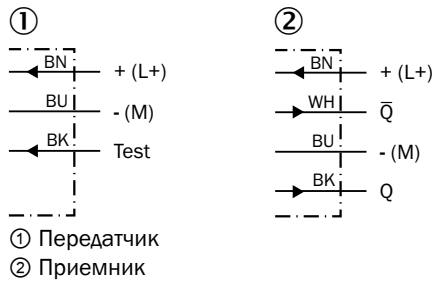 ① ②
BN + (L+)
BU - (M)
BK Test
BN + (L+)
WH Q̅
BU - (M)
BK Q
① Передатчик
② Приемник